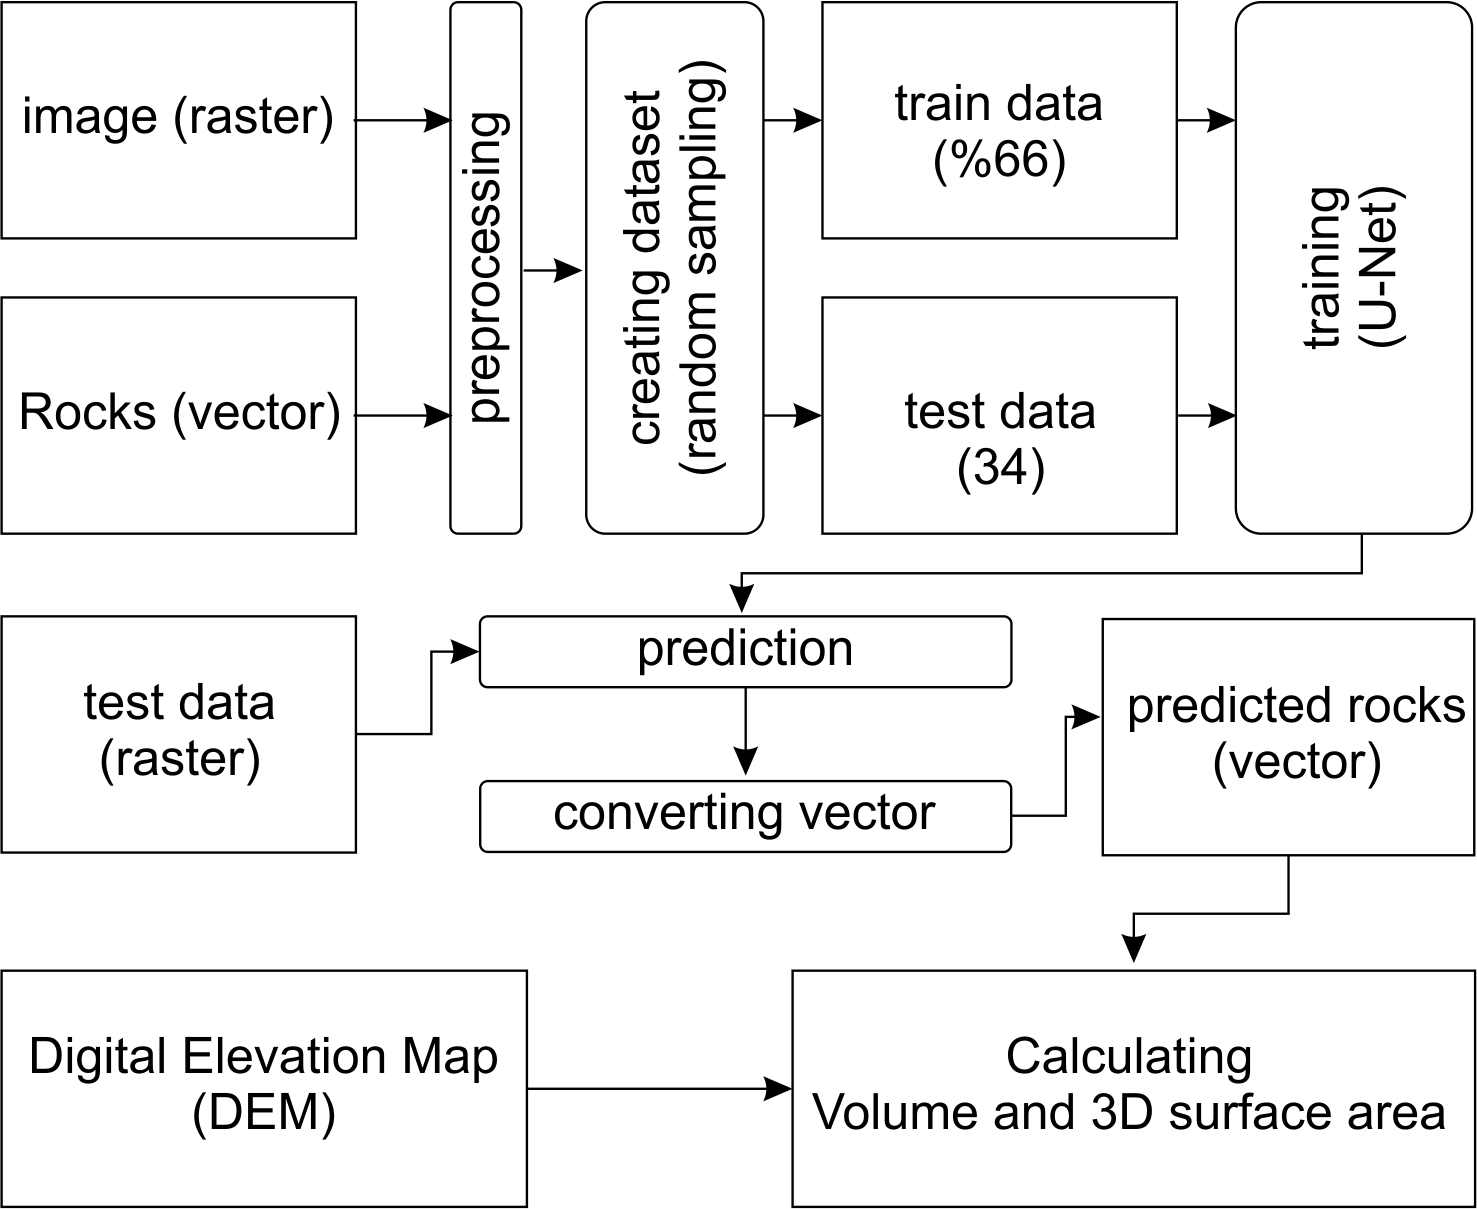 image (raster)
Rocks (vector)
preprocessing
creating dataset
(random sampling)
train data
(%66)
test data
(34)
training
(U-Net)
test data
(raster)
prediction
converting vector
predicted rocks
(vector)
Digital Elevation Map
(DEM)
Calculating
Volume and 3D surface area